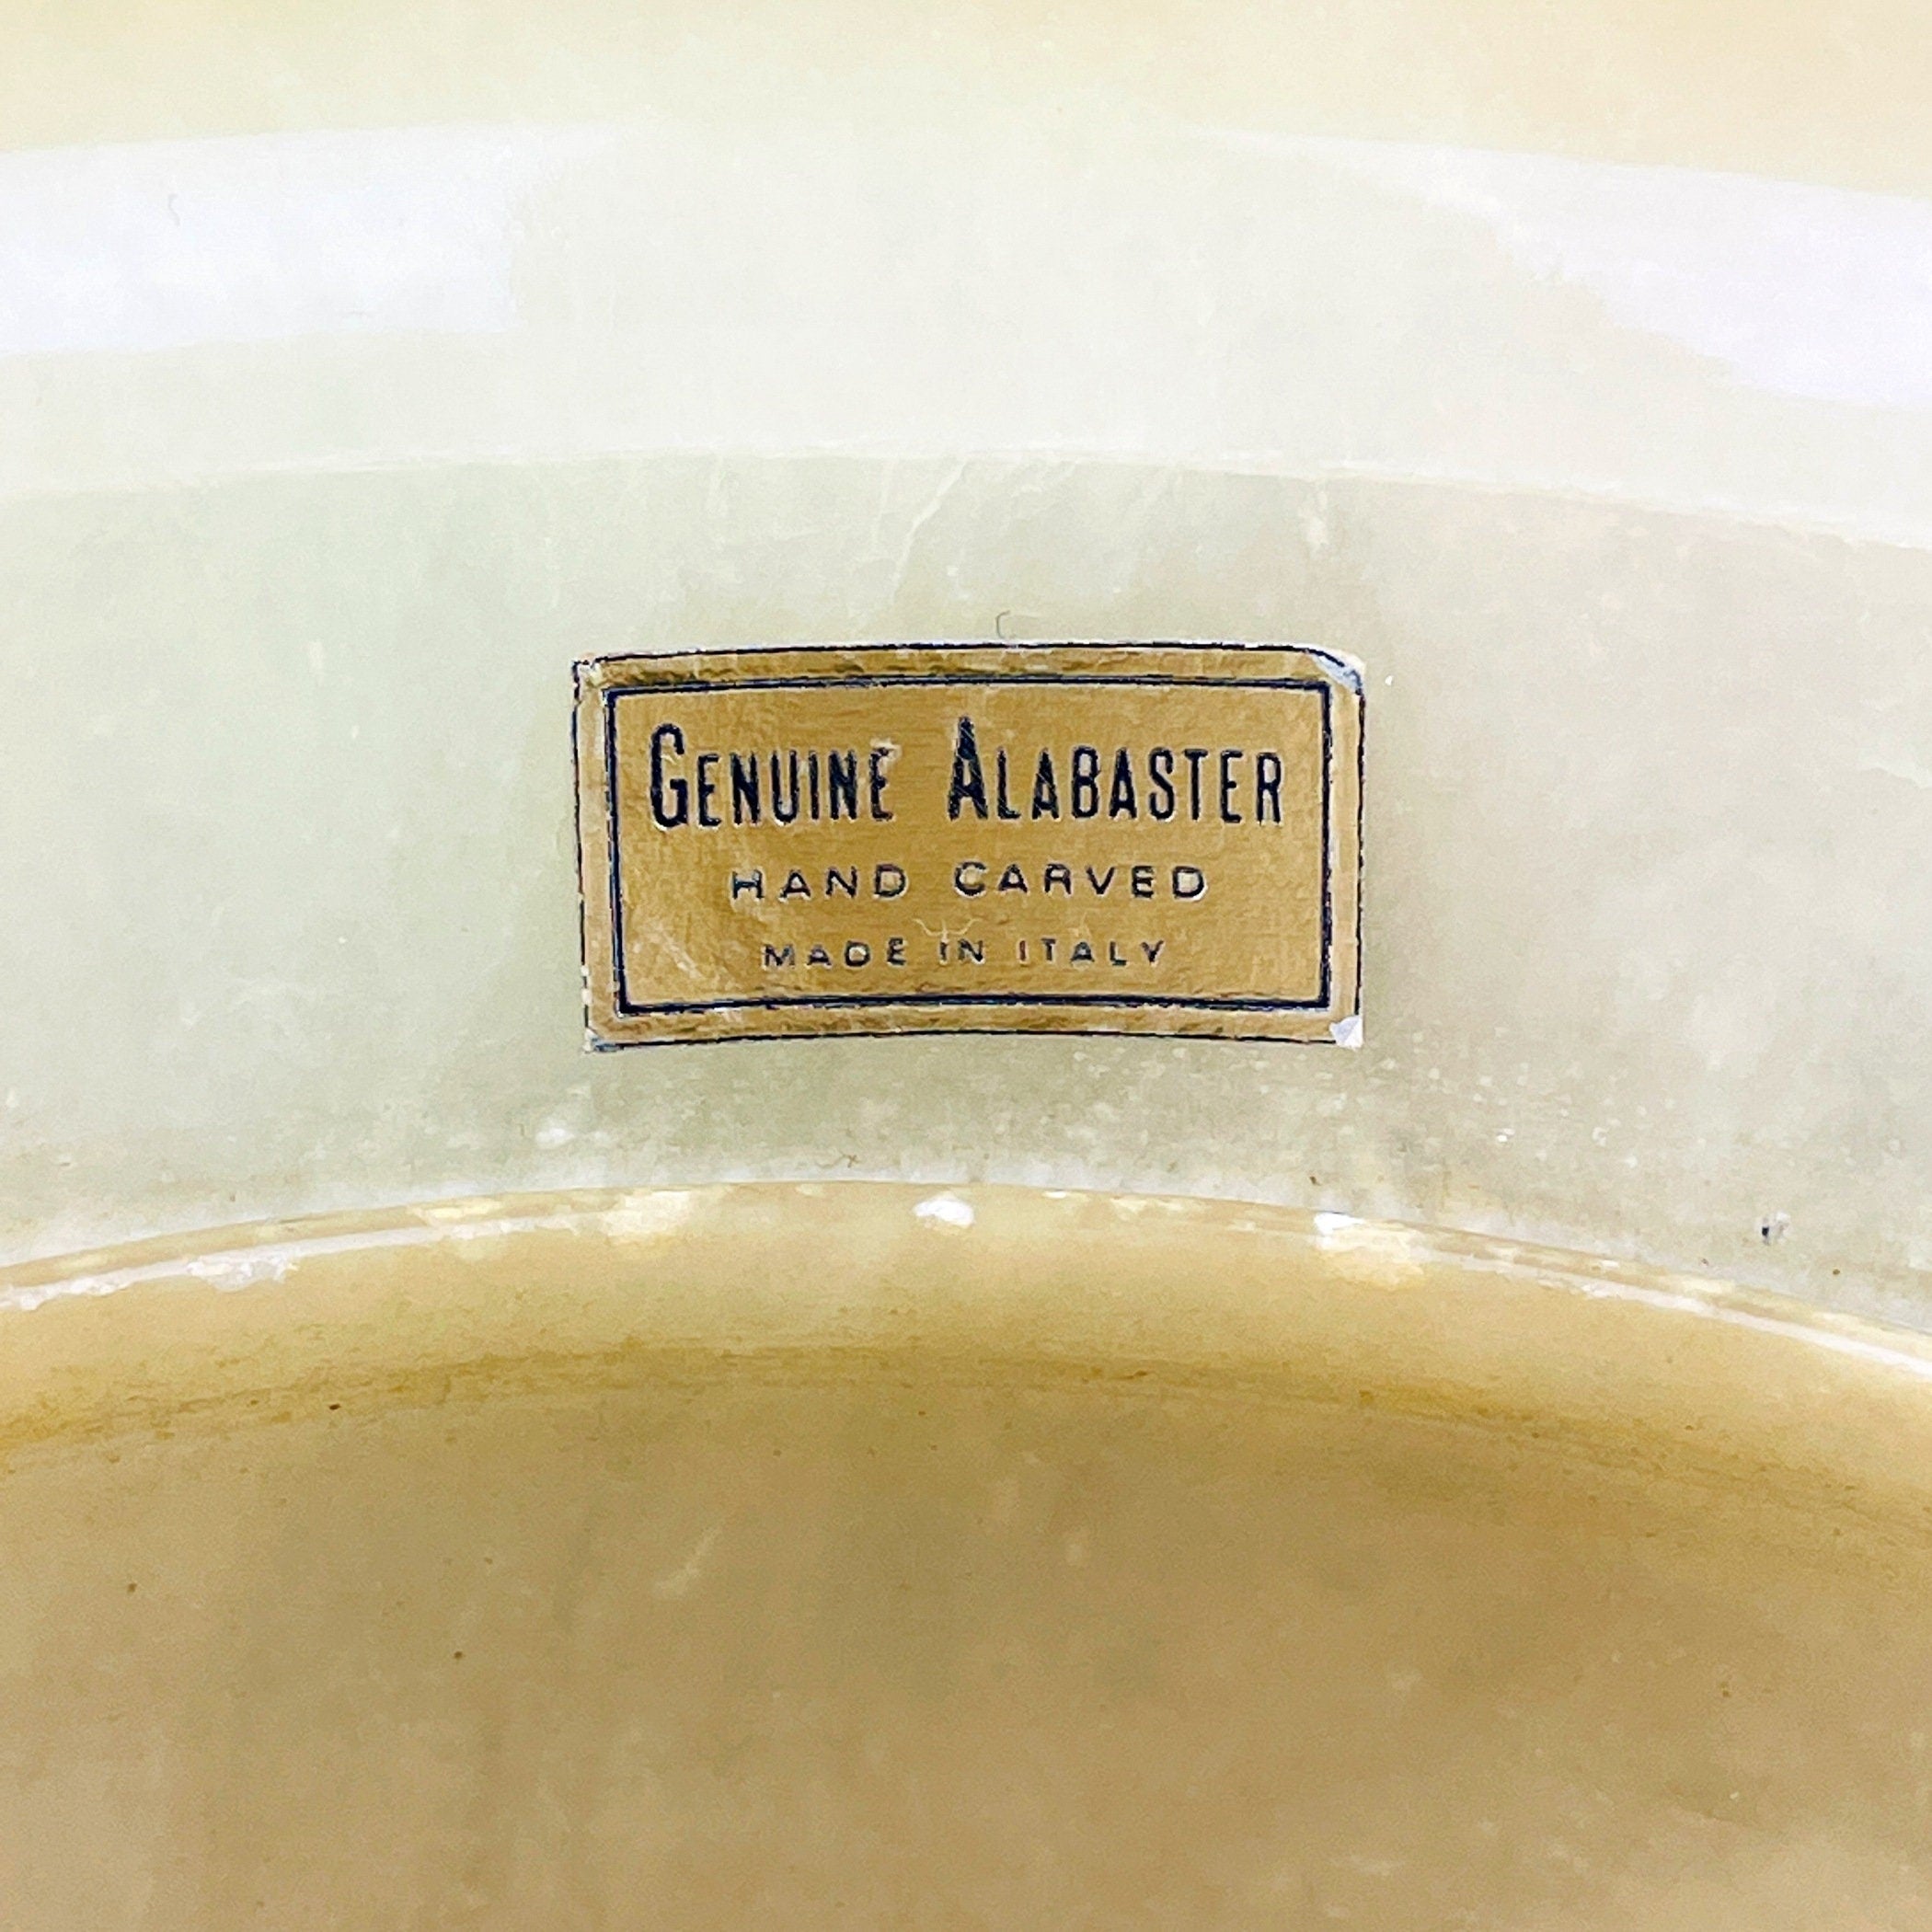 GENUINE ALABASTER
HAND CARVED
MADE IN ITALY